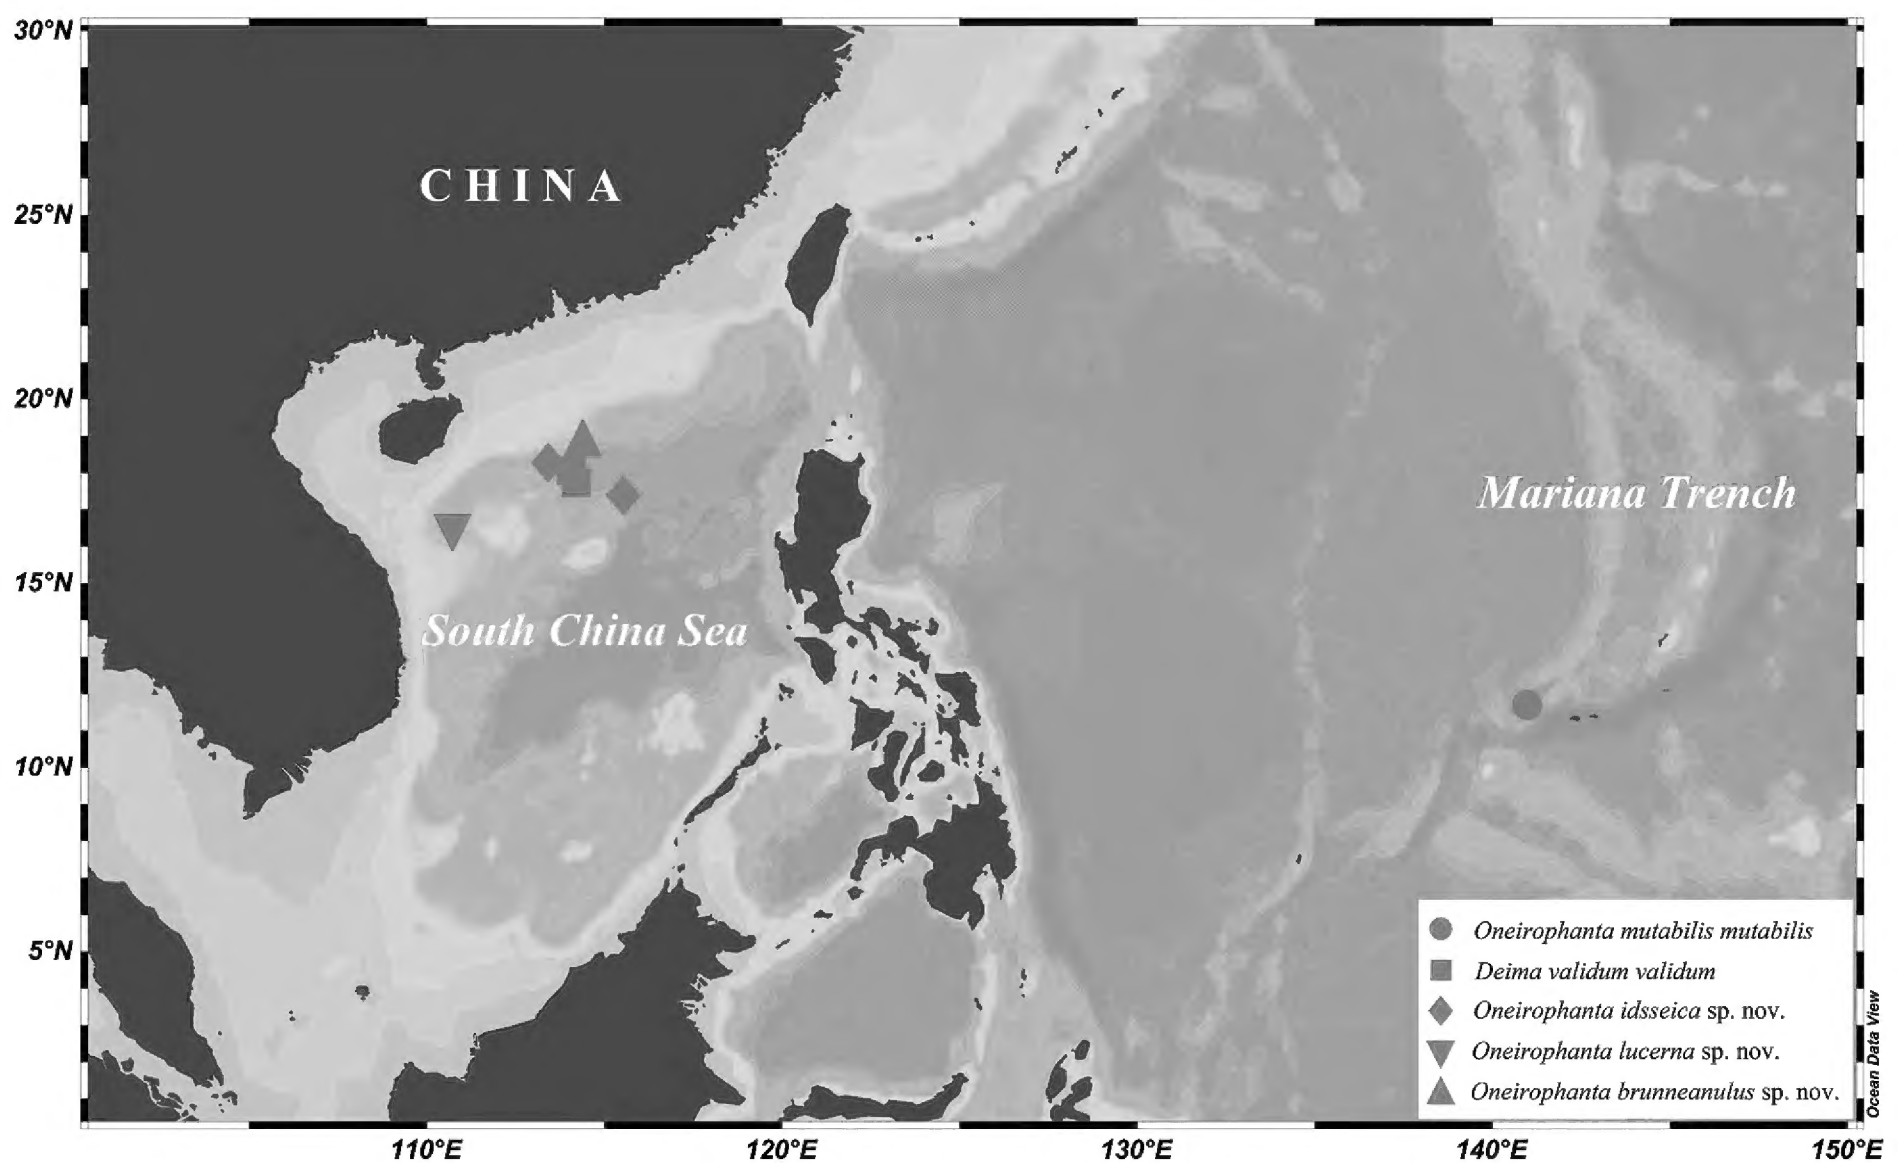 30°N
25°N
20°N
15°N
10°N
5°N
CHINA
South China Sea
Mariana Trench
Oneirophanta mutabilis mutabilis
Deima validum validum
Oneirophanta idsseica sp. nov.
Oneirophanta lucerna sp. nov.
Oneirophanta brunneanulus sp. nov.
Ocean Data View
110°E
120°E
130°E
140°E
150°E